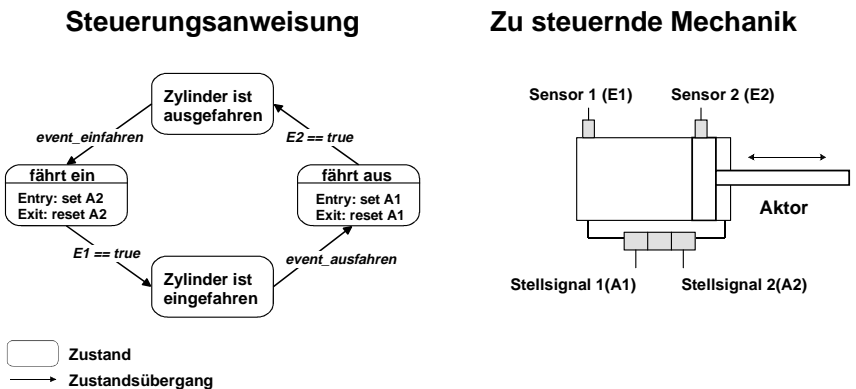 Steuerungsanweisung
Zylinder ist
ausgefahren
event_einfahren
E2 == true
fährt ein
Entry: set A2
Exit: reset A2
fährt aus
Entry: set A1
Exit: reset A1
E1 == true
event_ausfahren
Zylinder ist
eingefahren
Zustand
Zustandsübergang
Zu steuernde Mechanik
Sensor 1 (E1)
Sensor 2 (E2)
Aktor
Stellsignal 1(A1)
Stellsignal 2(A2)